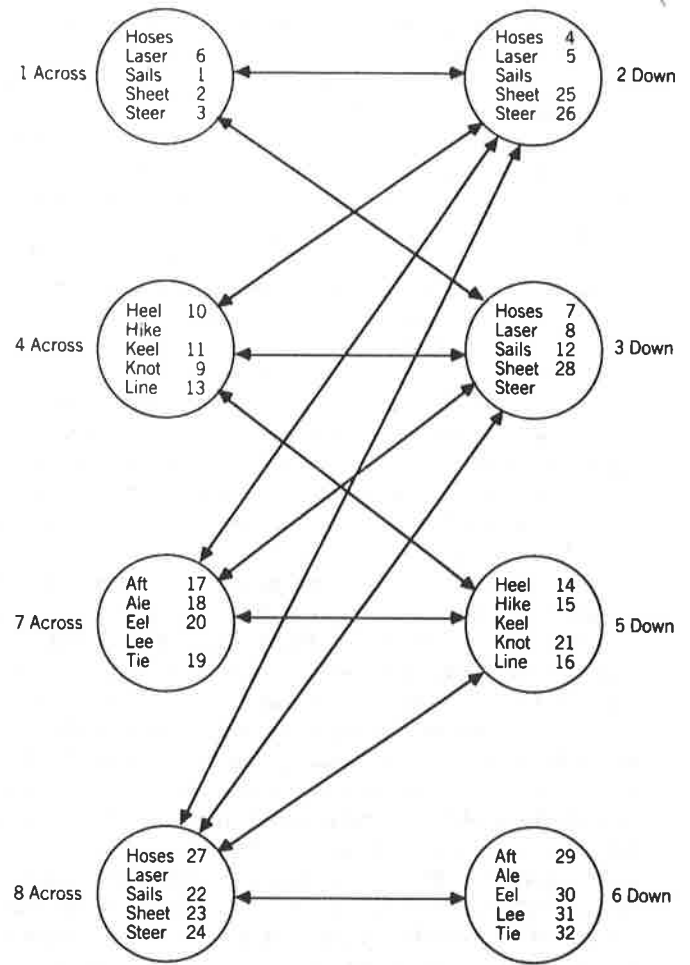 1 Across
Hoses
Laser 6
Sails 1
Sheet 2
Steer 3
Hoses 4
Laser 5
Sails
Sheet 25
Steer 26
2 Down
4 Across
Heel 10
Hike
Keel 11
Knot 9
Line 13
Hoses 7
Laser 8
Sails 12
Sheet 28
Steer
3 Down
7 Across
Aft 17
Ale 18
Eel 20
Lee
Tie 19
Heel 14
Hike 15
Keel
Knot 21
Line 16
5 Down
8 Across
Hoses 27
Laser
Sails 22
Sheet 23
Steer 24
Aft 29
Ale
Eel 30
Lee 31
Tie 32
6 Down